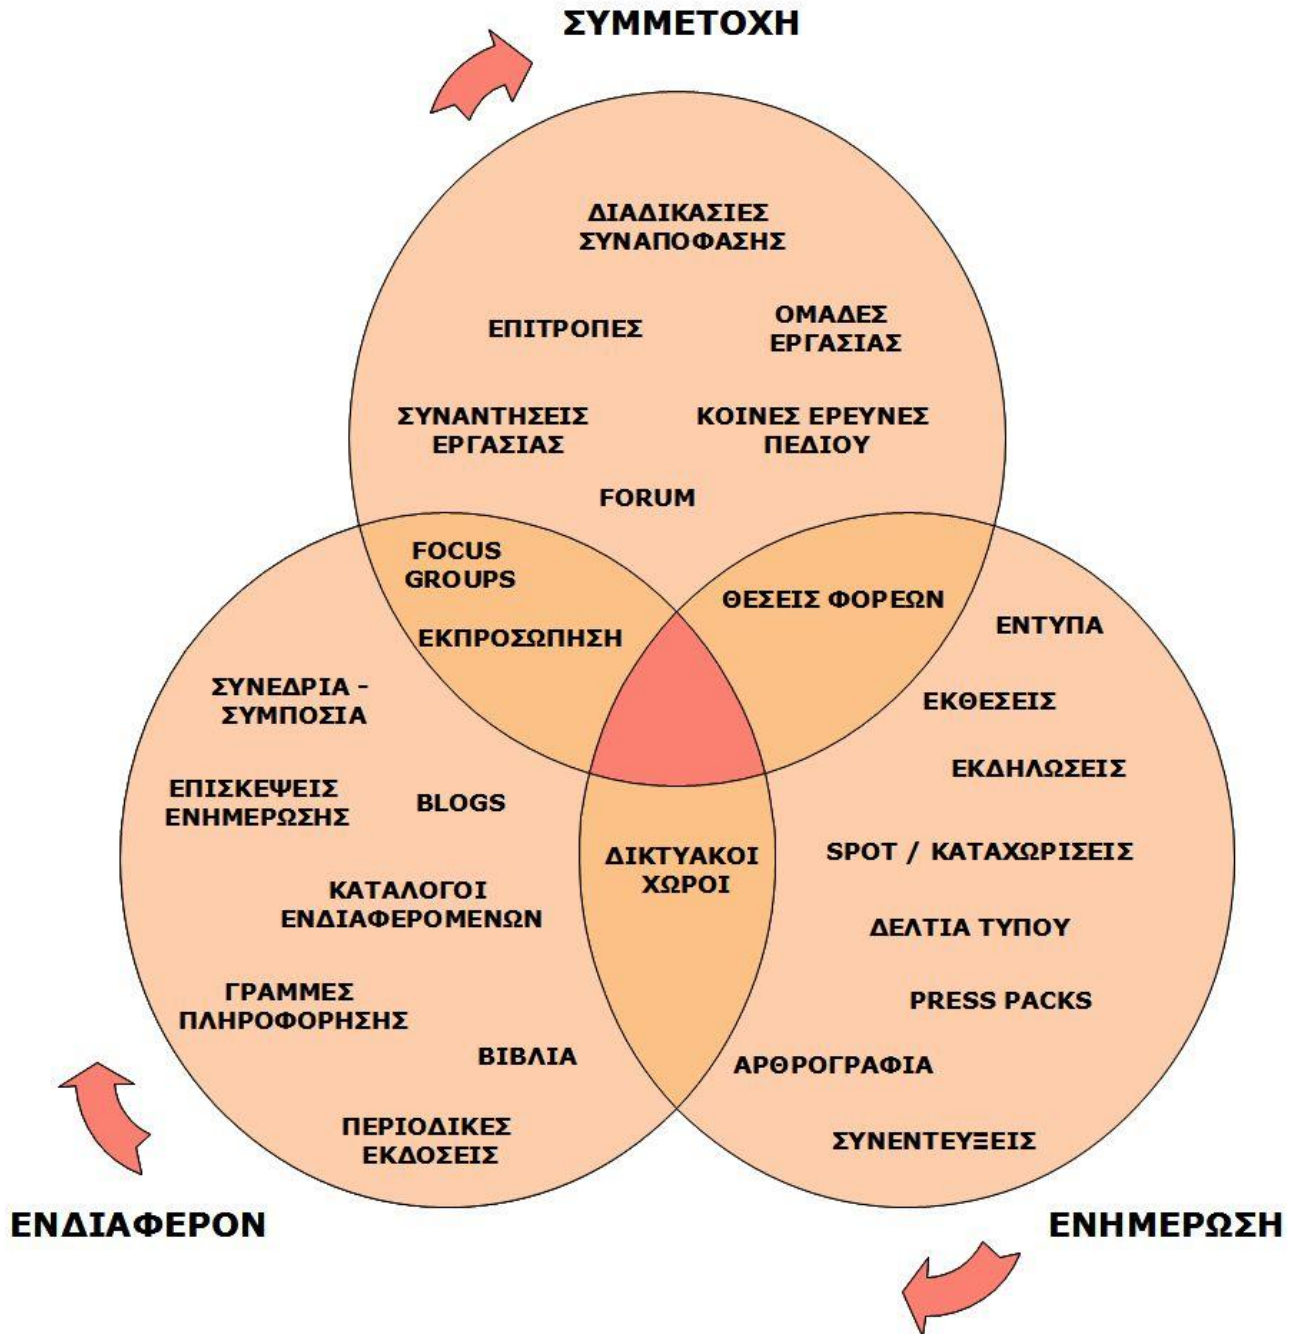 ΣΥΜΜΕΤΟΧΗ
ΔΙΑΔΙΚΑΣΙΕΣ
ΣΥΝΑΠΟΦΑΣΗΣ
ΕΠΙΤΡΟΠΕΣ
ΟΜΑΔΕΣ
ΕΡΓΑΣΙΑΣ
ΣΥΝΑΝΤΗΣΕΙΣ
ΕΡΓΑΣΙΑΣ
ΚΟΙΝΕΣ ΕΡΕΥΝΕΣ
ΠΕΔΙΟΥ
FORUM
FOCUS
GROUPS
ΕΚΠΡΟΣΩΠΗΣΗ
ΘΕΣΕΙΣ ΦΟΡΕΩΝ
ΣΥΝΕΔΡΙΑ -
ΣΥΜΠΟΣΙΑ
ΕΠΙΣΚΕΨΕΙΣ
ΕΝΗΜΕΡΩΣΗΣ
BLOGS
ΚΑΤΑΛΟΓΟΙ
ΕΝΔΙΑΦΕΡΟΜΕΝΩΝ
ΓΡΑΜΜΕΣ
ΠΛΗΡΟΦΟΡΗΣΗΣ
ΒΙΒΛΙΑ
ΠΕΡΙΟΔΙΚΕΣ
ΕΚΔΟΣΕΙΣ
ΔΙΚΤΥΑΚΟΙ
ΧΩΡΟΙ
ΕΝΤΥΠΑ
ΕΚΘΕΣΕΙΣ
ΕΚΔΗΛΩΣΕΙΣ
SPOT / ΚΑΤΑΧΩΡΙΣΕΙΣ
ΔΕΛΤΙΑ ΤΥΠΟΥ
PRESS PACKS
ΑΡΘΡΟΓΡΑΦΙΑ
ΣΥΝΕΝΤΕΥΞΕΙΣ
ΕΝΔΙΑΦΕΡΟΝ
ΕΝΗΜΕΡΩΣΗ